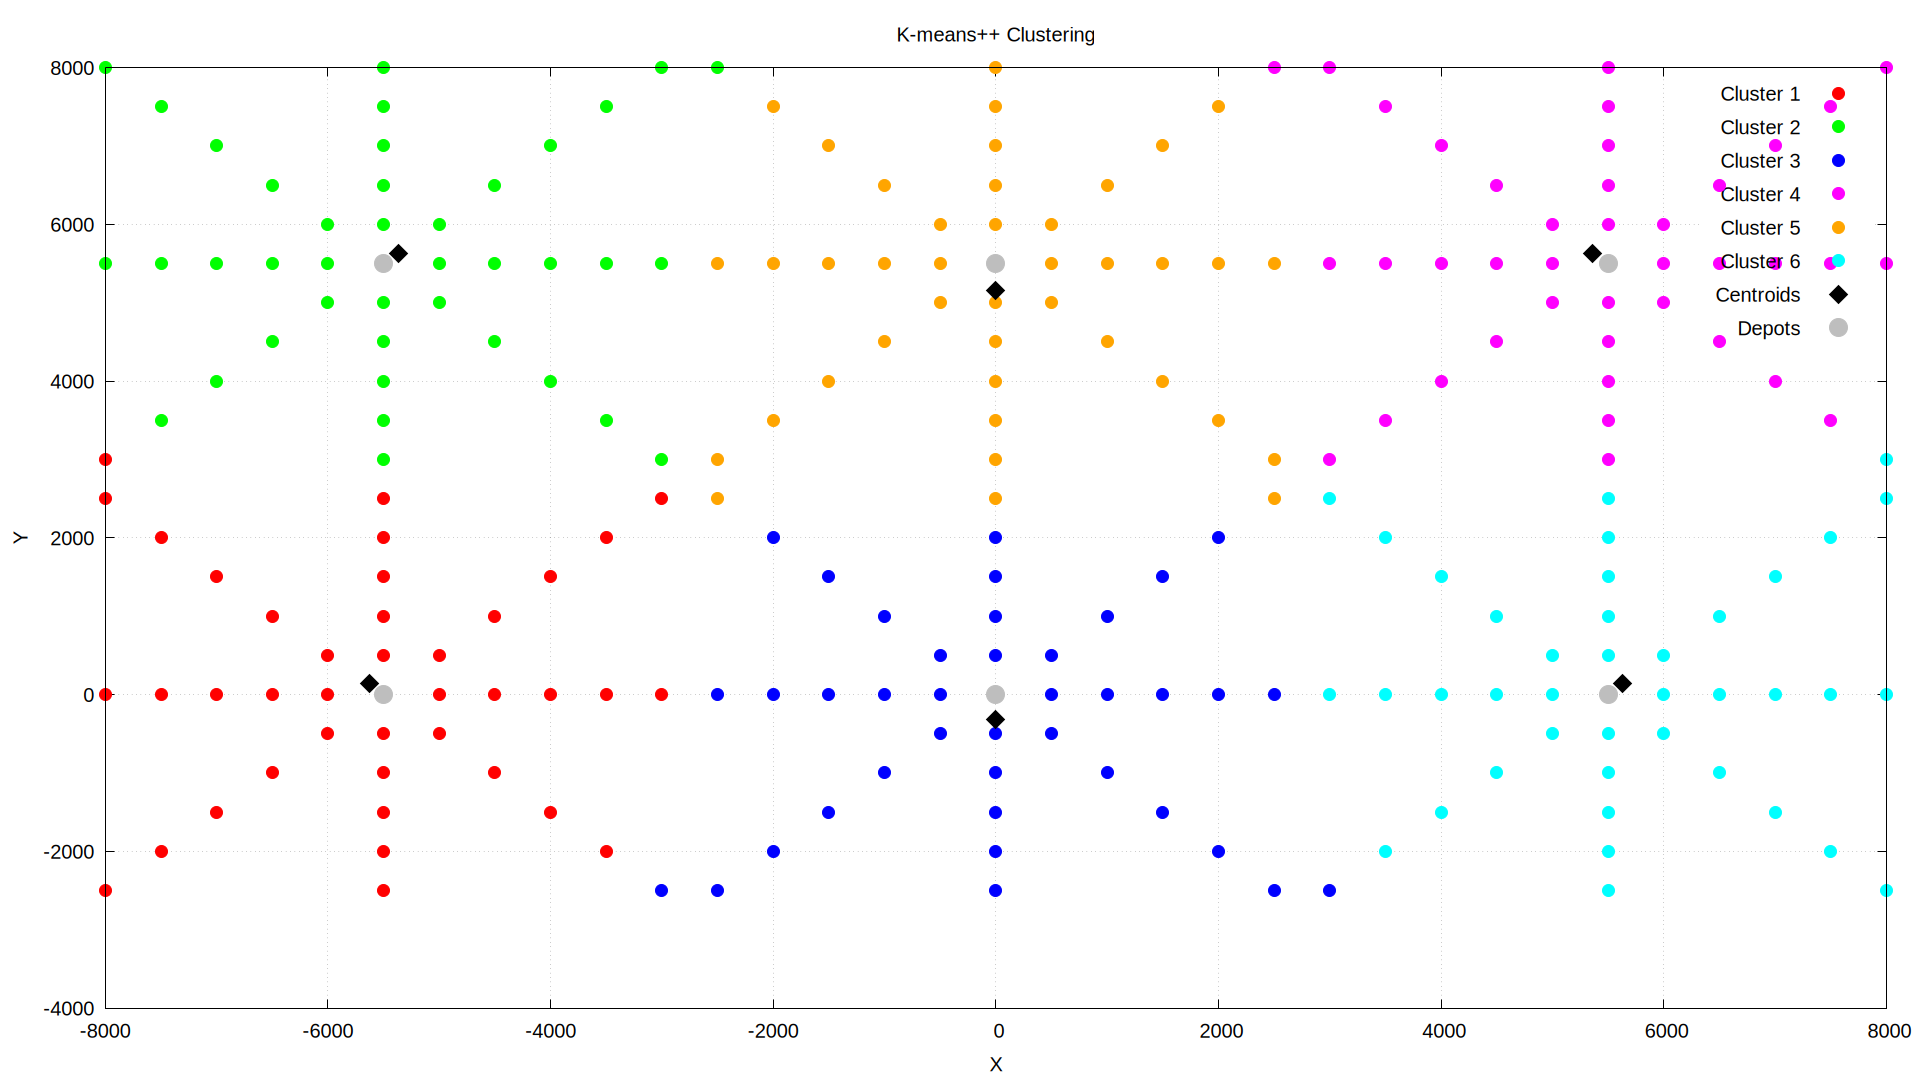 K-means++ Clustering
8000
6000
4000
2000
0
-2000
-4000
-8000 -6000 -4000 -2000 0 2000 4000 6000 8000
X
Y
Cluster 1
Cluster 2
Cluster 3
Cluster 4
Cluster 5
Cluster 6
Centroids
Depots